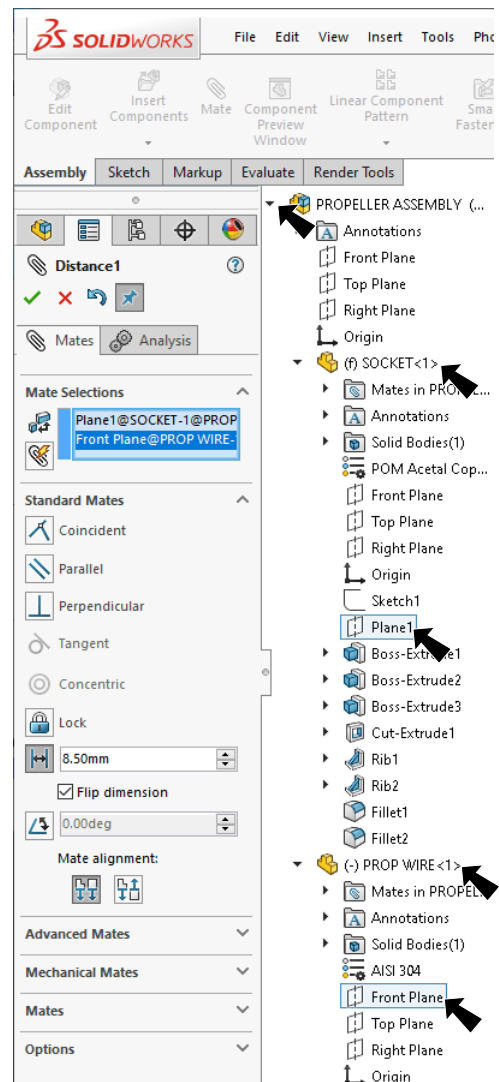 SOLIDWORKS
File Edit View Insert Tools
Edit Component
Insert Components
Mate
Component Preview Window
Linear Component Pattern
Assembly Sketch Markup Evaluate Render Tools
Distance1
Mates Analysis
Mate Selections
Plane1@SOCKET-1@PROP
Front Plane@PROP WIRE-
Standard Mates
Coincident
Parallel
Perpendicular
Tangent
Concentric
Lock
8.50mm
Flip dimension
0.00deg
Mate alignment:
Advanced Mates
Mechanical Mates
Mates
Options
PROPELLER ASSEMBLY (...
Annotations
Front Plane
Top Plane
Right Plane
Origin
(f) SOCKET<1>
Mates in
Annotations
Solid Bodies(1)
POM Acetal Cop...
Front Plane
Top Plane
Right Plane
Origin
Sketch1
Plane1
Boss-Extrude1
Boss-Extrude2
Boss-Extrude3
Cut-Extrude1
Rib1
Rib2
Fillet1
Fillet2
(-) PROP WIRE<1>
Mates in PROPEL...
Annotations
Solid Bodies(1)
AISI 304
Front Plane
Top Plane
Right Plane
Origin